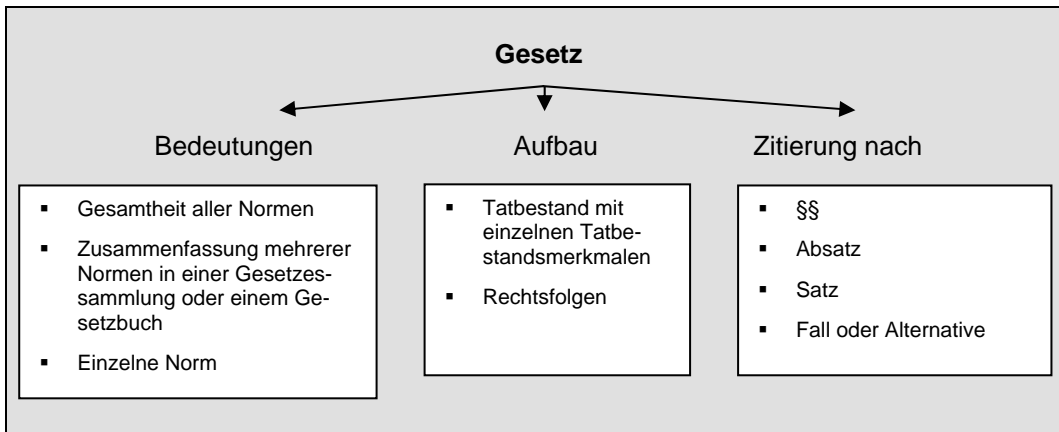 Gesetz
Bedeutungen
Aufbau
Zitierung nach
▪ Gesamtheit aller Normen
▪ Zusammenfassung mehrerer
Normen in einer Gesetzes-
sammlung oder einem Ge-
setzbuch
▪ Einzelne Norm
▪ Tatbestand mit
einzelnen Tatbe-
standsmerkmalen
▪ Rechtsfolgen
▪ §§
▪ Absatz
▪ Satz
▪ Fall oder Alternative